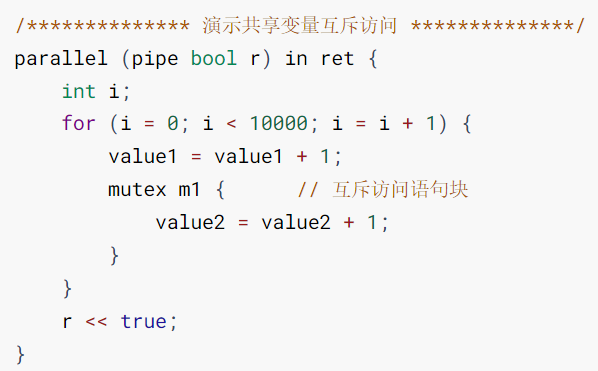 /************** 演示共享变量互斥访问 **************/
parallel (pipe bool r) in ret {
    int i;
    for (i = 0; i < 10000; i = i + 1) {
        value1 = value1 + 1;
        mutex m1 {      // 互斥访问语句块
            value2 = value2 + 1;
        }
    }
    r << true;
}